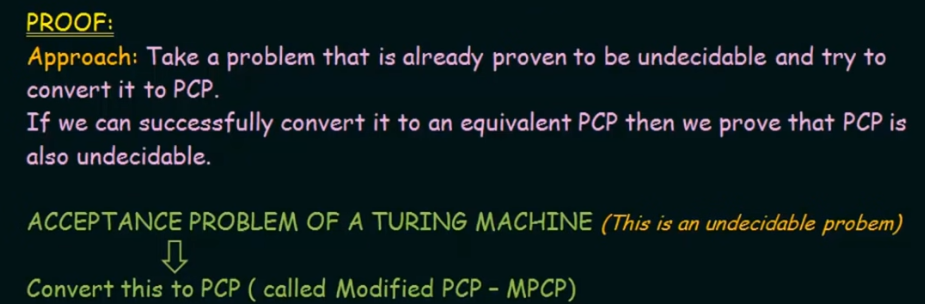 PROOF:
Approach: Take a problem that is already proven to be undecidable and try to
convert it to PCP.
If we can successfully convert it to an equivalent PCP then we prove that PCP is
also undecidable.
ACCEPTANCE PROBLEM OF A TURING MACHINE (This is an undecidable probem)
Convert this to PCP ( called Modified PCP – MPCP)